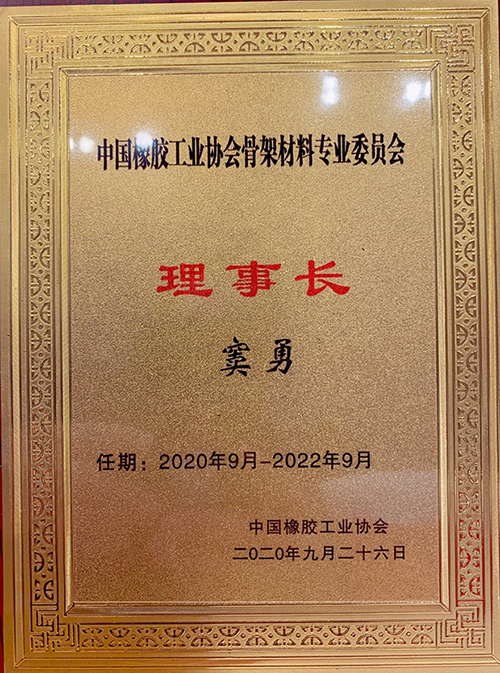 中国橡胶工业协会骨架材料专业委员会
理事长
窦勇
任期：2020年9月-2022年9月
中国橡胶工业协会
二〇二〇年九月二十六日